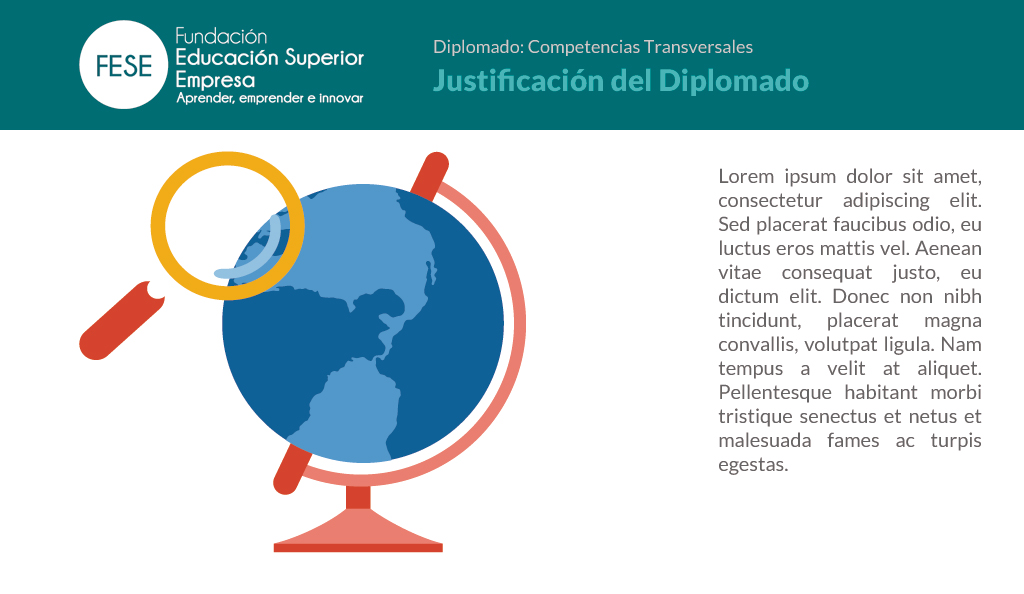 FESE
Fundación
Educación Superior
Empresa
Aprender, emprender e innovar
Diplomado: Competencias Transversales
Justificación del Diplomado
Lorem ipsum dolor sit amet,
consectetur adipiscing elit.
Sed placerat faucibus odio, eu
luctus eros mattis vel. Aenean
vitae consequat justo, eu
dictum elit. Donec non nibh
tincidunt, placerat magna
convallis, volutpat ligula. Nam
tempus a velit at aliquet.
Pellentesque habitant morbi
tristique senectus et netus et
malesuada fames ac turpis
egestas.